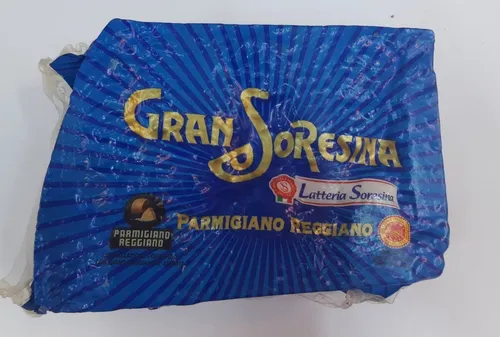 GRAN SORESINA
Latteria Soresina
PARMIGIANO REGGIANO
PARMIGIANO
REGGIANO